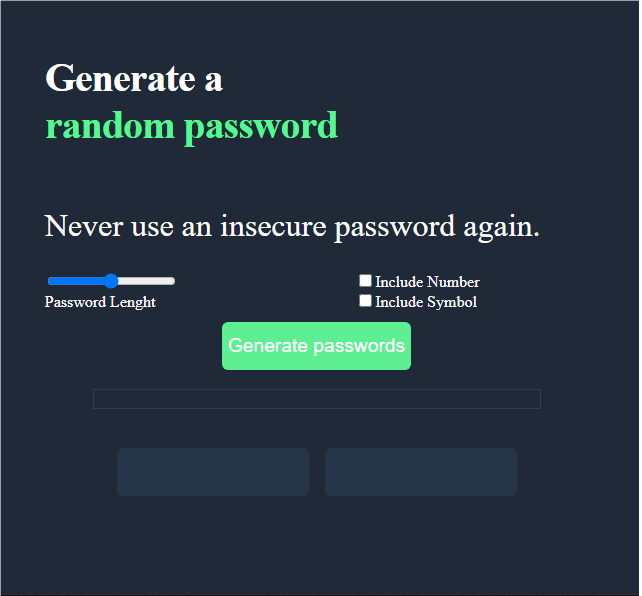 Generate a
random password
Never use an insecure password again.
Include Number
Password Lenght
Include Symbol
Generate passwords